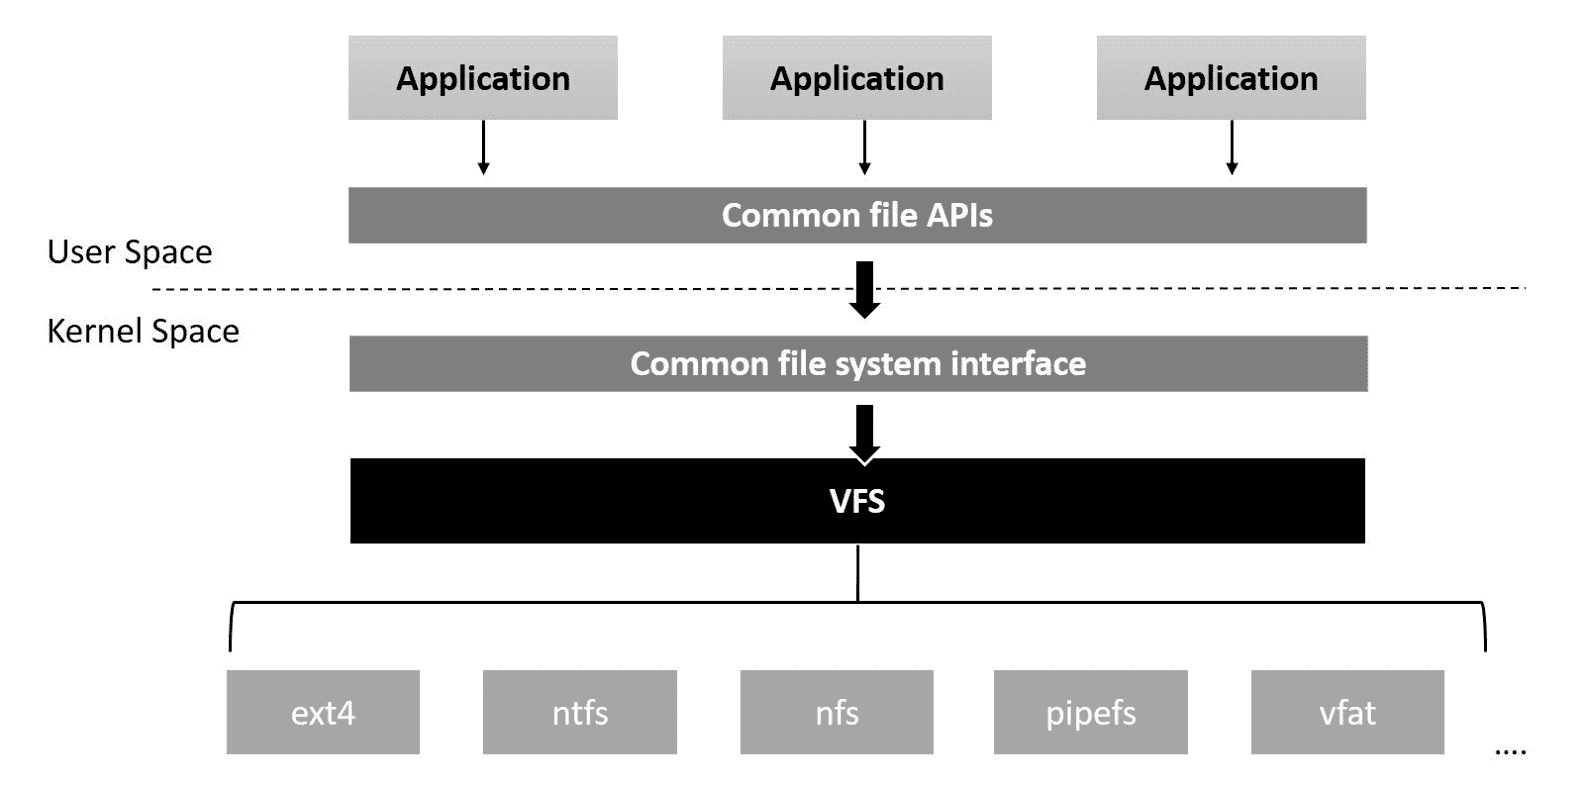 Application
Application
Application
Common file APIs
User Space
Kernel Space
Common file system interface
VFS
ext4
ntfs
nfs
pipefs
vfat
....